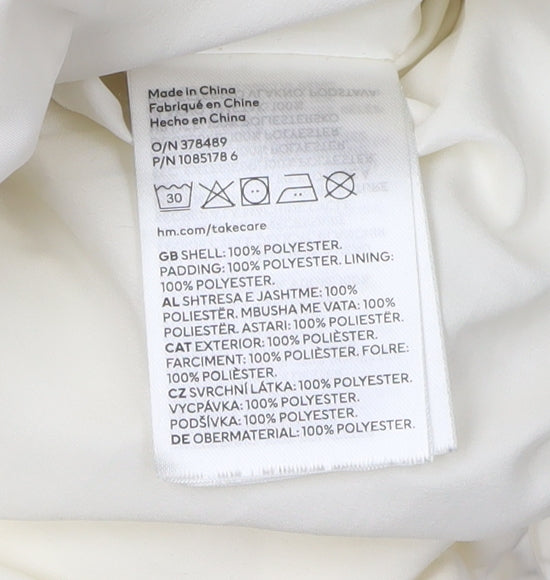 Made in China
Fabriqué en Chine
Hecho en China
O/N 378489
P/N 1085178 6
30
hm.com/takecare
GB SHELL: 100% POLYESTER.
PADDING: 100% POLYESTER. LINING:
100% POLYESTER.
AL SHTRESA E JASHTME: 100%
POLIESTËR. MBUSHA ME VATA: 100%
POLIESTËR. ASTARI: 100% POLIESTËR.
CAT EXTERIOR: 100% POLIÈSTER.
FARCIMENT: 100% POLIÈSTER. FOLRE:
100% POLIÈSTER.
CZ SVRCHNÍ LÁTKA: 100% POLYESTER.
VYCPÁVKA: 100% POLYESTER.
PODŠÍVKA: 100% POLYESTER.
DE OBERMATERIAL: 100% POLYESTER.